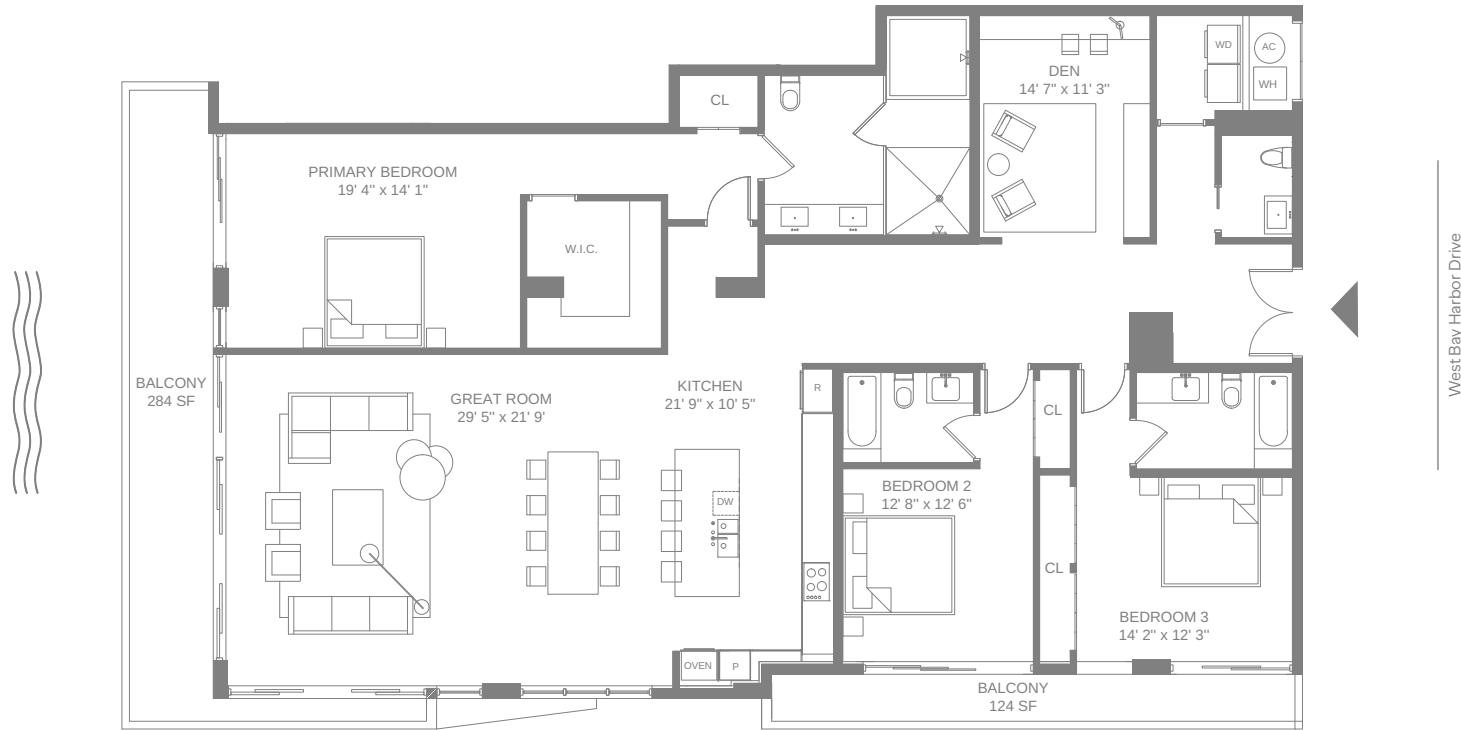 CL
DEN
14' 7" x 11' 3"
WD
AC
WH
PRIMARY BEDROOM
19' 4" x 14' 1"
W.I.C.
West Bay Harbor Drive
BALCONY
284 SF
GREAT ROOM
29' 5" x 21' 9'
KITCHEN
21' 9" x 10' 5"
R
CL
BEDROOM 2
12' 8" x 12' 6"
DW
CL
BEDROOM 3
14' 2" x 12' 3"
OVEN
P
BALCONY
124 SF